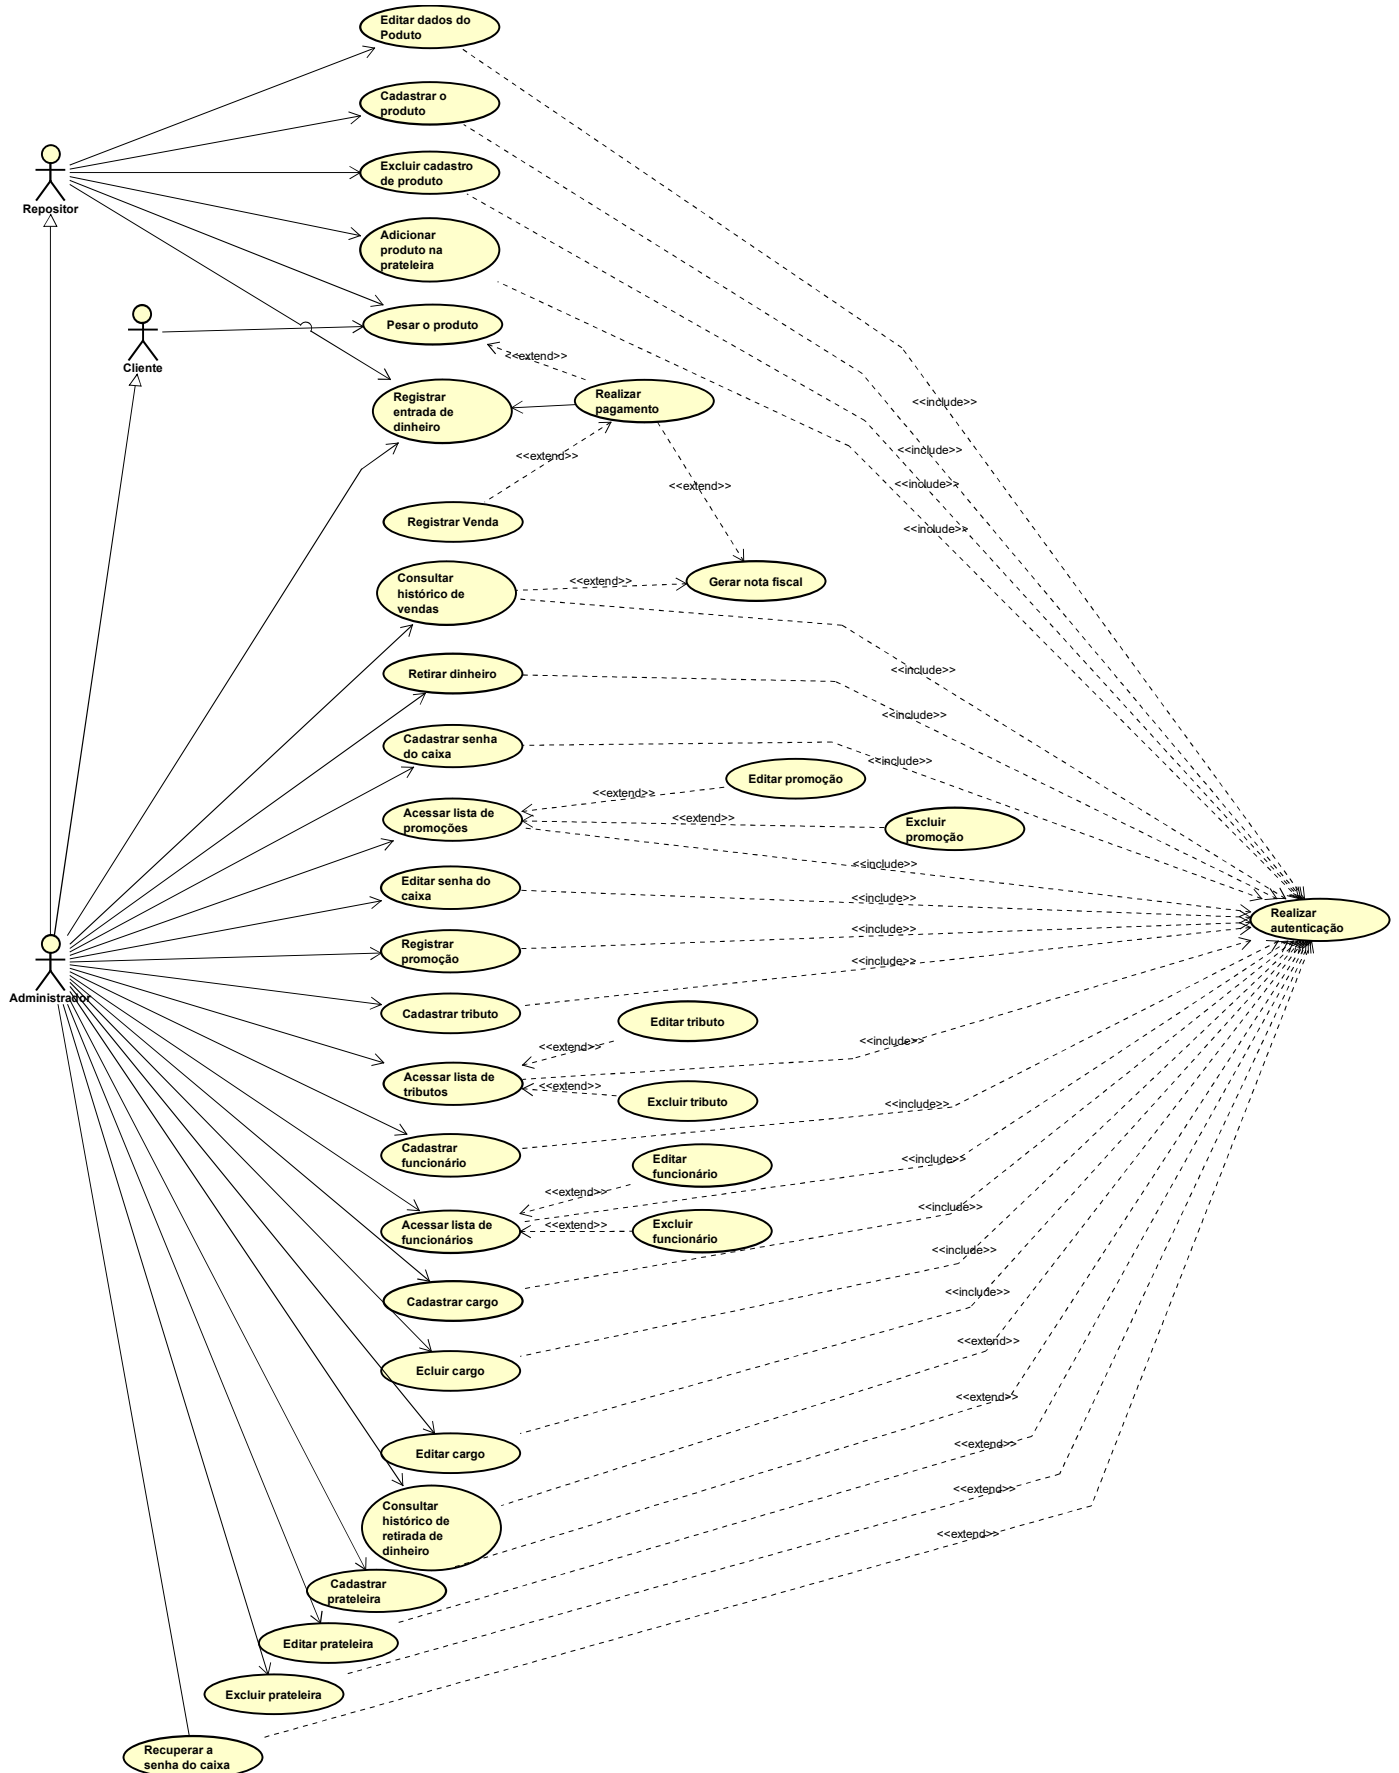 Editar dados do
Poduto
Cadastrar o
produto
Excluir cadastro
de produto
Repositor
Adicionar
produto na
prateleira
Pesar o produto
Cliente
<<extend>>
Registrar
entrada de
dinheiro
Realizar
pagamento
<<include>>
<<include>>
<<extend>>
<<include>>
<<extend>>
Registrar Venda
<<include>>
Consultar
histórico de
vendas
<<extend>>
Gerar nota fiscal
Retirar dinheiro
<<include>>
<<include>>
Cadastrar senha
do caixa
<<include>>
Editar promoção
<<extend>>
Acessar lista de
promoções
<<extend>>
Excluir
promoção
<<include>>
Editar senha do
caixa
<<include>>
Realizar
autenticação
Registrar
promoção
<<include>>
<<include>>
Administrador
Cadastrar tributo
Editar tributo
<<extend>>
<<include>>
Acessar lista de
tributos
<<extend>>
Excluir tributo
<<include>>
Cadastrar
funcionário
Editar
funcionário
<<include>>
<<extend>>
Acessar lista de
funcionários
<<extend>>
Excluir
funcionário
<<include>>
<<include>>
Cadastrar cargo
<<include>>
<<extend>>
Ecluir cargo
<<extend>>
Editar cargo
<<extend>>
<<extend>>
Consultar
histórico de
retirada de
dinheiro
<<extend>>
Cadastrar
prateleira
Editar prateleira
Excluir prateleira
Recuperar a
senha do caixa